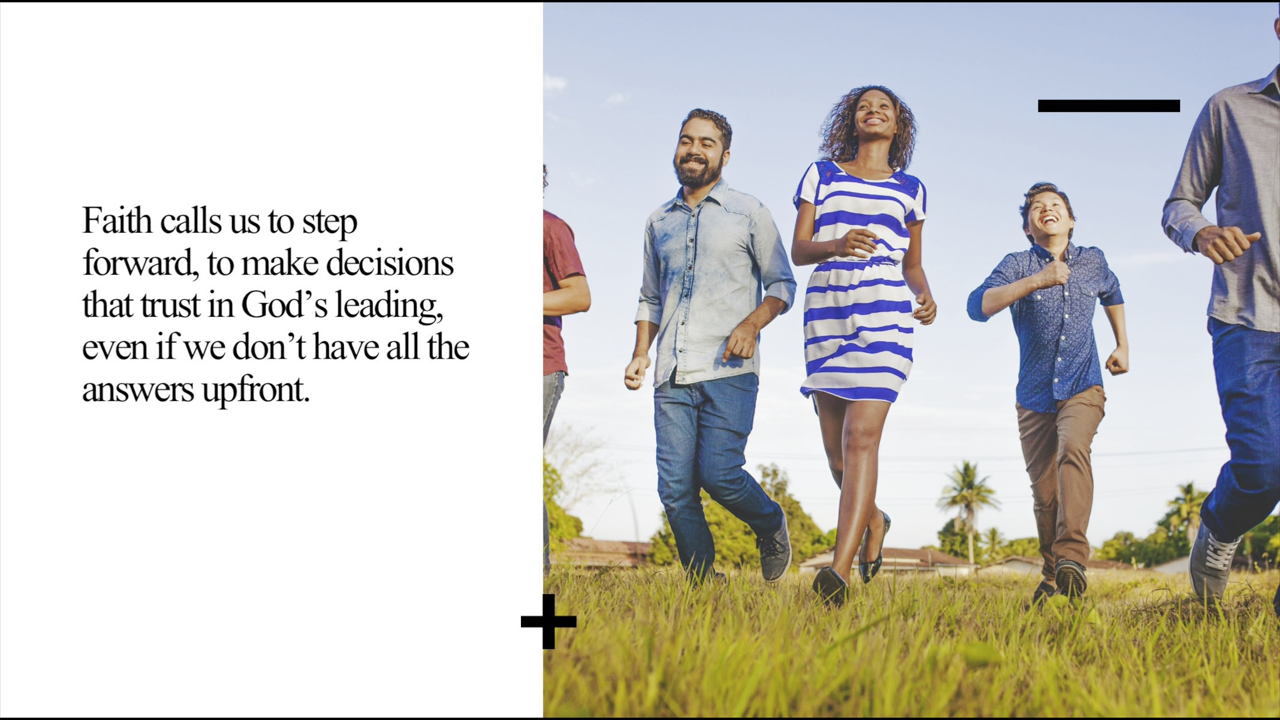 Faith calls us to step
forward, to make decisions
that trust in God’s leading,
even if we don’t have all the
answers upfront.